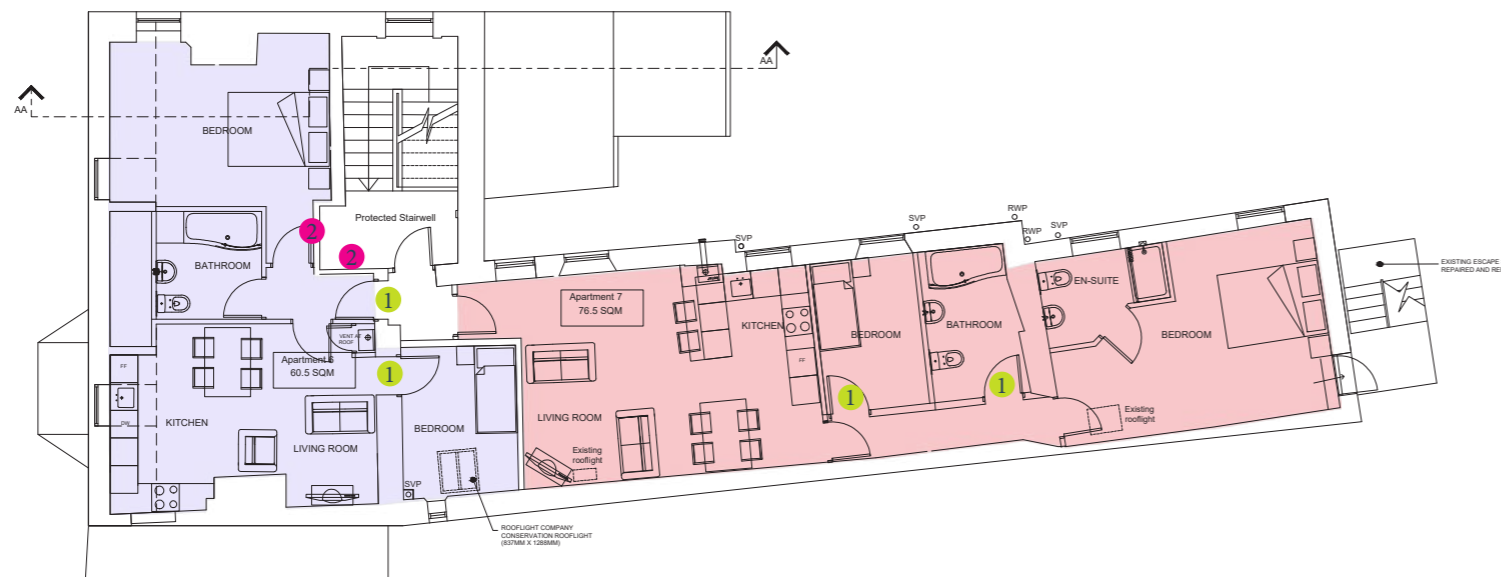 AA
AA
BEDROOM
Protected Stairwell
2
2
BATHROOM
1
VENT AT
ROOF
Apartment 6
60.5 SQM
1
FF
DW
KITCHEN
LIVING ROOM
BEDROOM
SVP
ROOFLIGHT COMPANY
CONSERVATION ROOFLIGHT
(837MM X 1288MM)
Apartment 7
76.5 SQM
SVP
KITCHEN
FF
LIVING ROOM
Existing
rooflight
BEDROOM
1
SVP
BATHROOM
1
RWP
RWP
SVP
EN-SUITE
BEDROOM
Existing
rooflight
EXISTING ESCAPE
REPAIRED AND